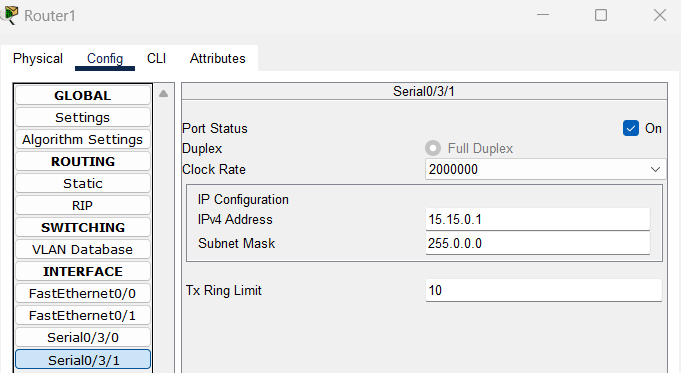 Router1
Physical Config CLI Attributes
GLOBAL
Settings
Algorithm Settings
ROUTING
Static
RIP
SWITCHING
VLAN Database
INTERFACE
FastEthernet0/0
FastEthernet0/1
Serial0/3/0
Serial0/3/1
Serial0/3/1
Port Status On
Duplex Full Duplex
Clock Rate 2000000
IP Configuration
IPv4 Address 15.15.0.1
Subnet Mask 255.0.0.0
Tx Ring Limit 10